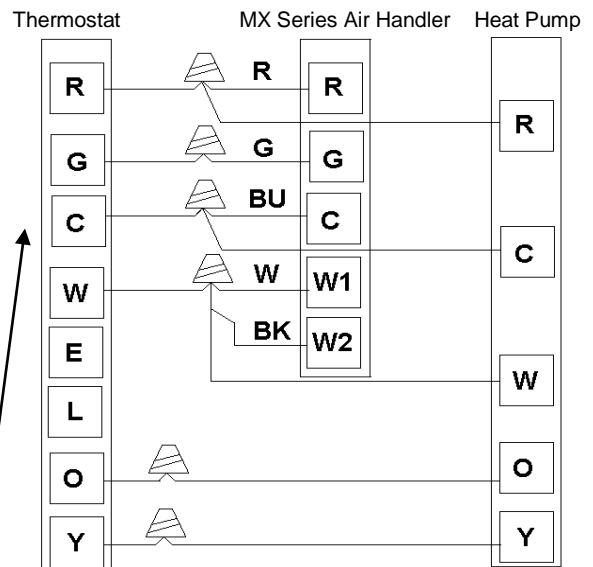 Thermostat MX Series Air Handler Heat Pump
R R R
R
G G G
C BU C
C
W W W1
E BK W2
W
L
O O
Y Y